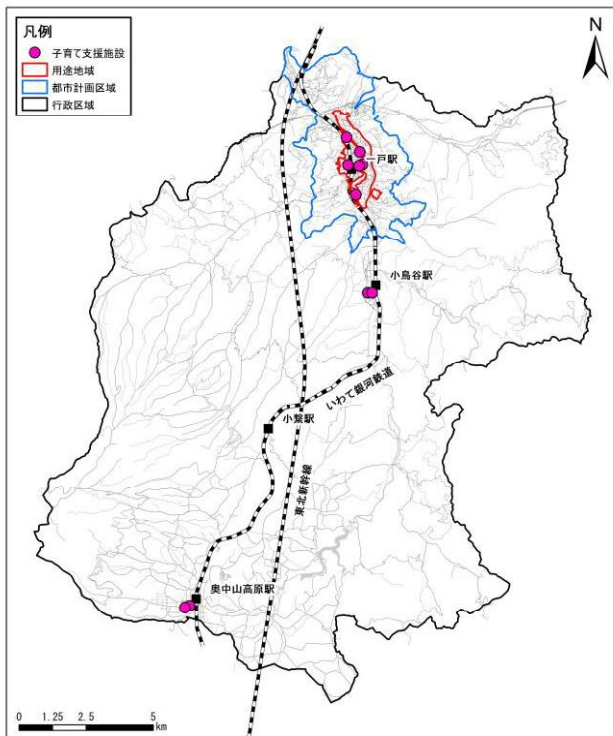 凡例
子育て支援施設
用途地域
都市計画区域
行政区域
N
一戸駅
小鳥谷駅
いわて銀河鉄道
小繋駅
東北新幹線
奥中山高原駅
0 1.25 2.5 5
km